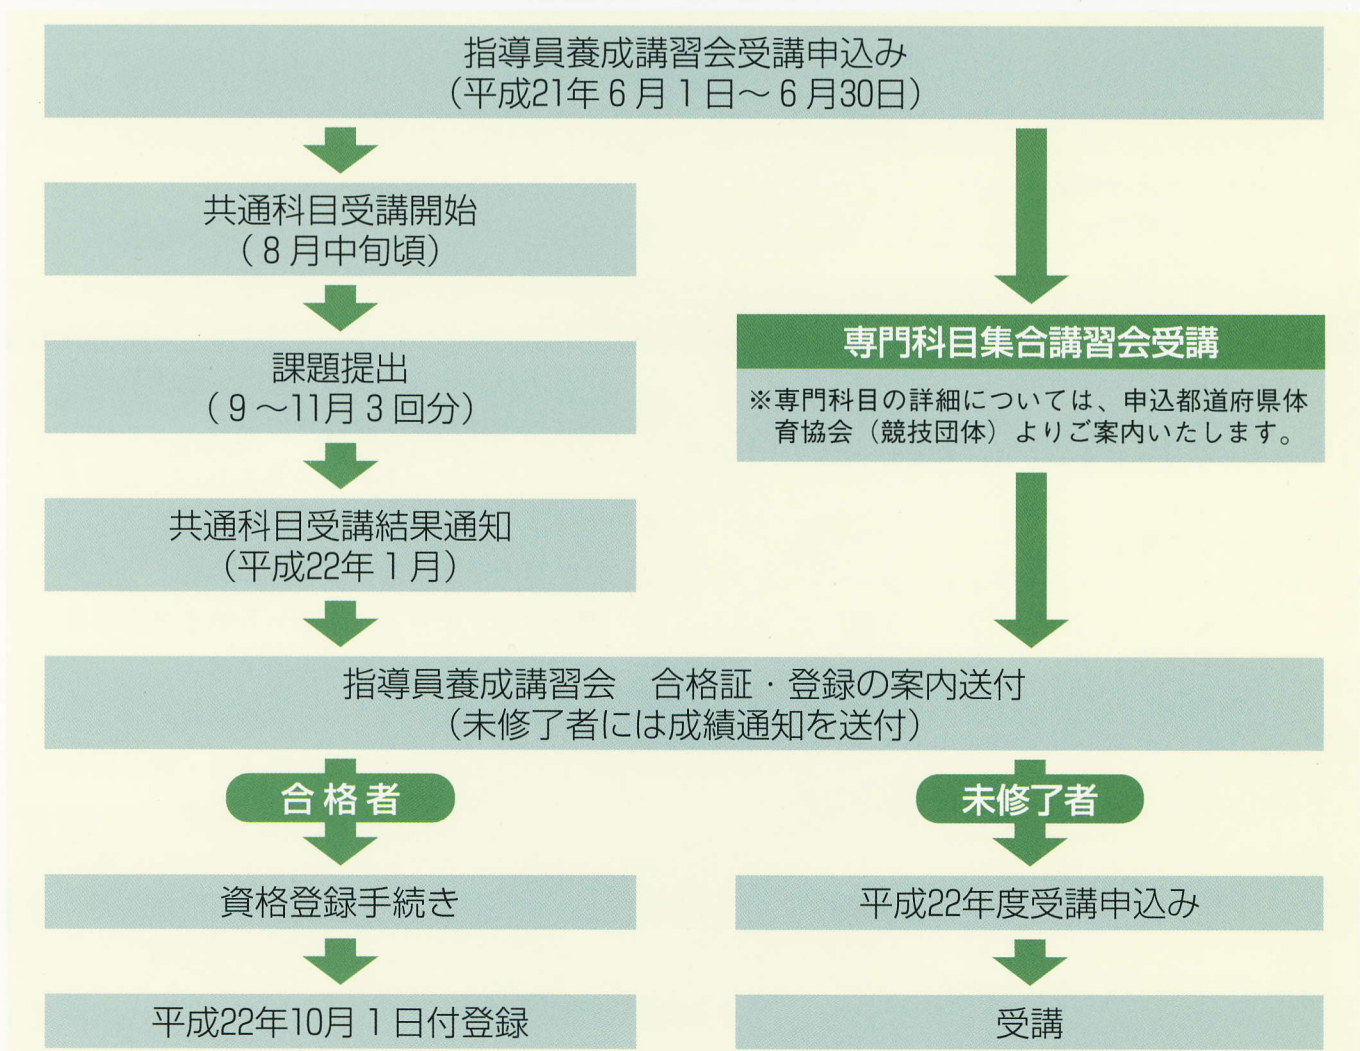 指導員養成講習会受講申込み
（平成21年6月1日～6月30日）
共通科目受講開始
（8月中旬頃）
課題提出
（9～11月3回分）
共通科目受講結果通知
（平成22年1月）
専門科目集合講習会受講
※専門科目の詳細については、申込都道府県体
育協会（競技団体）よりご案内いたします。
指導員養成講習会　合格証・登録の案内送付
（未修了者には成績通知を送付）
合格者
資格登録手続き
平成22年10月1日付登録
未修了者
平成22年度受講申込み
受講